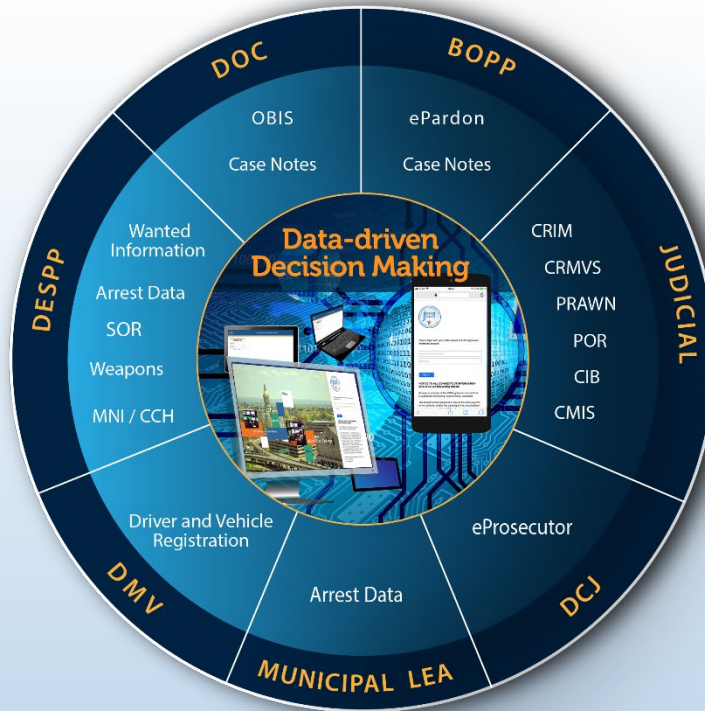 DOC
BOPP
JUDICIAL
DCJ
MUNICIPAL LEA
DMV
DESPP
OBIS
Case Notes
ePardon
Case Notes
CRIM
CRMVS
PRAWN
POR
CIB
CMIS
eProsecutor
Arrest Data
Driver and Vehicle
Registration
Wanted
Information
Arrest Data
SOR
Weapons
MNI / CCH
Data-driven
Decision Making